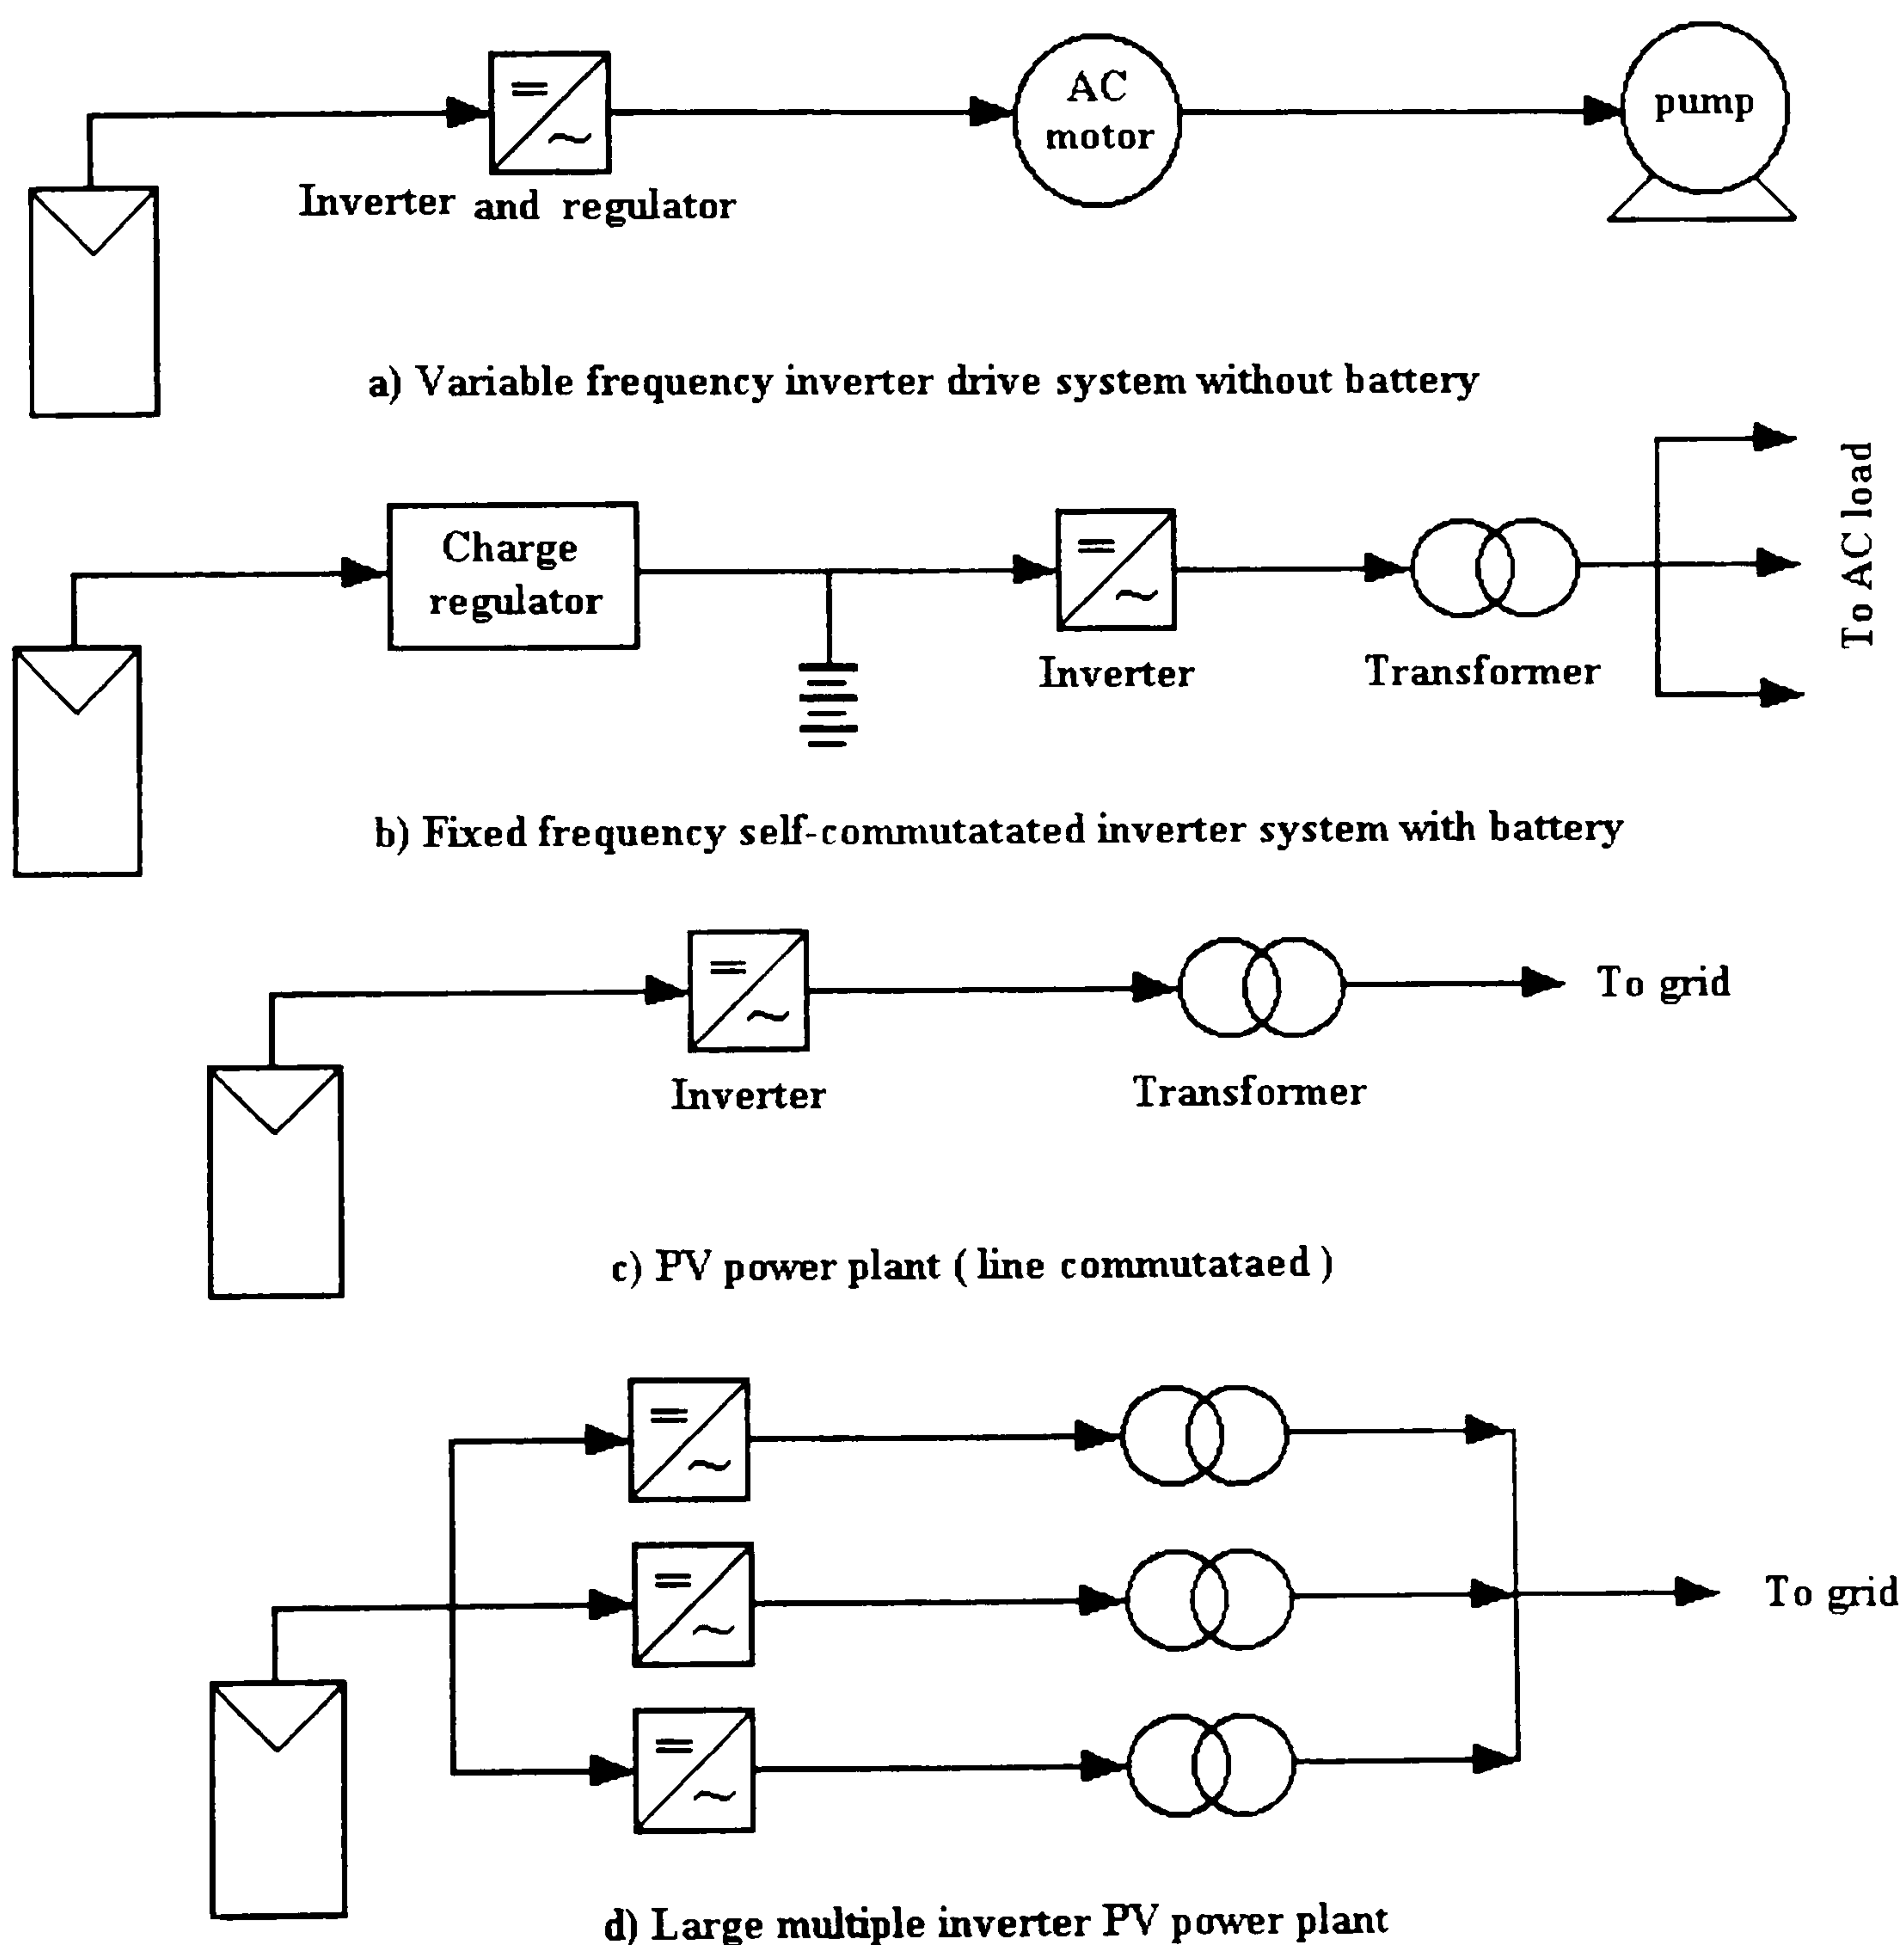 AC
motor
pump
Inverter and regulator
a) Variable frequency inverter drive system without battery
Charge
regulator
Inverter
Transformer
To AC load
b) Fixed frequency self-commutatated inverter system with battery
To grid
Inverter
Transformer
c) PV power plant ( line commutataed )
To grid
d) Large multiple inverter PV power plant